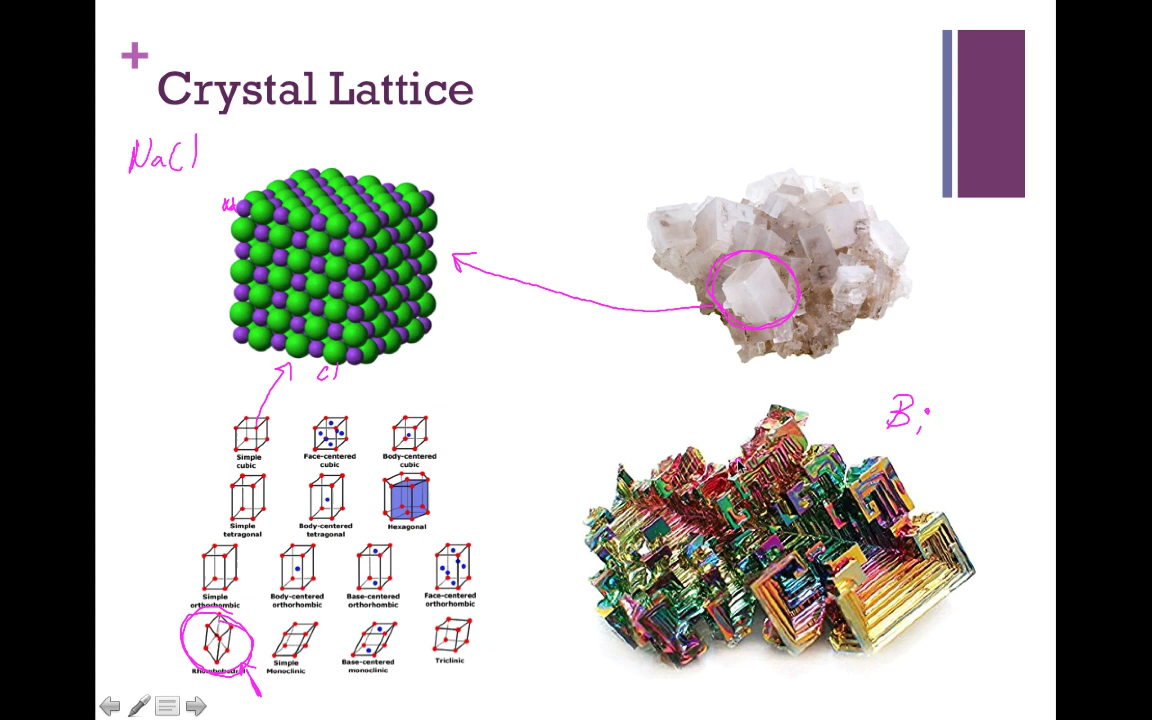 +
Crystal Lattice
NaCl
Cl
Bi
Simple cubic
Face-centered cubic
Body-centered cubic
Simple tetragonal
Body-centered tetragonal
Hexagonal
Simple orthorhombic
Body-centered orthorhombic
Base-centered orthorhombic
Face-centered orthorhombic
Rhombohedral
Simple Monoclinic
Base-centered monoclinic
Triclinic